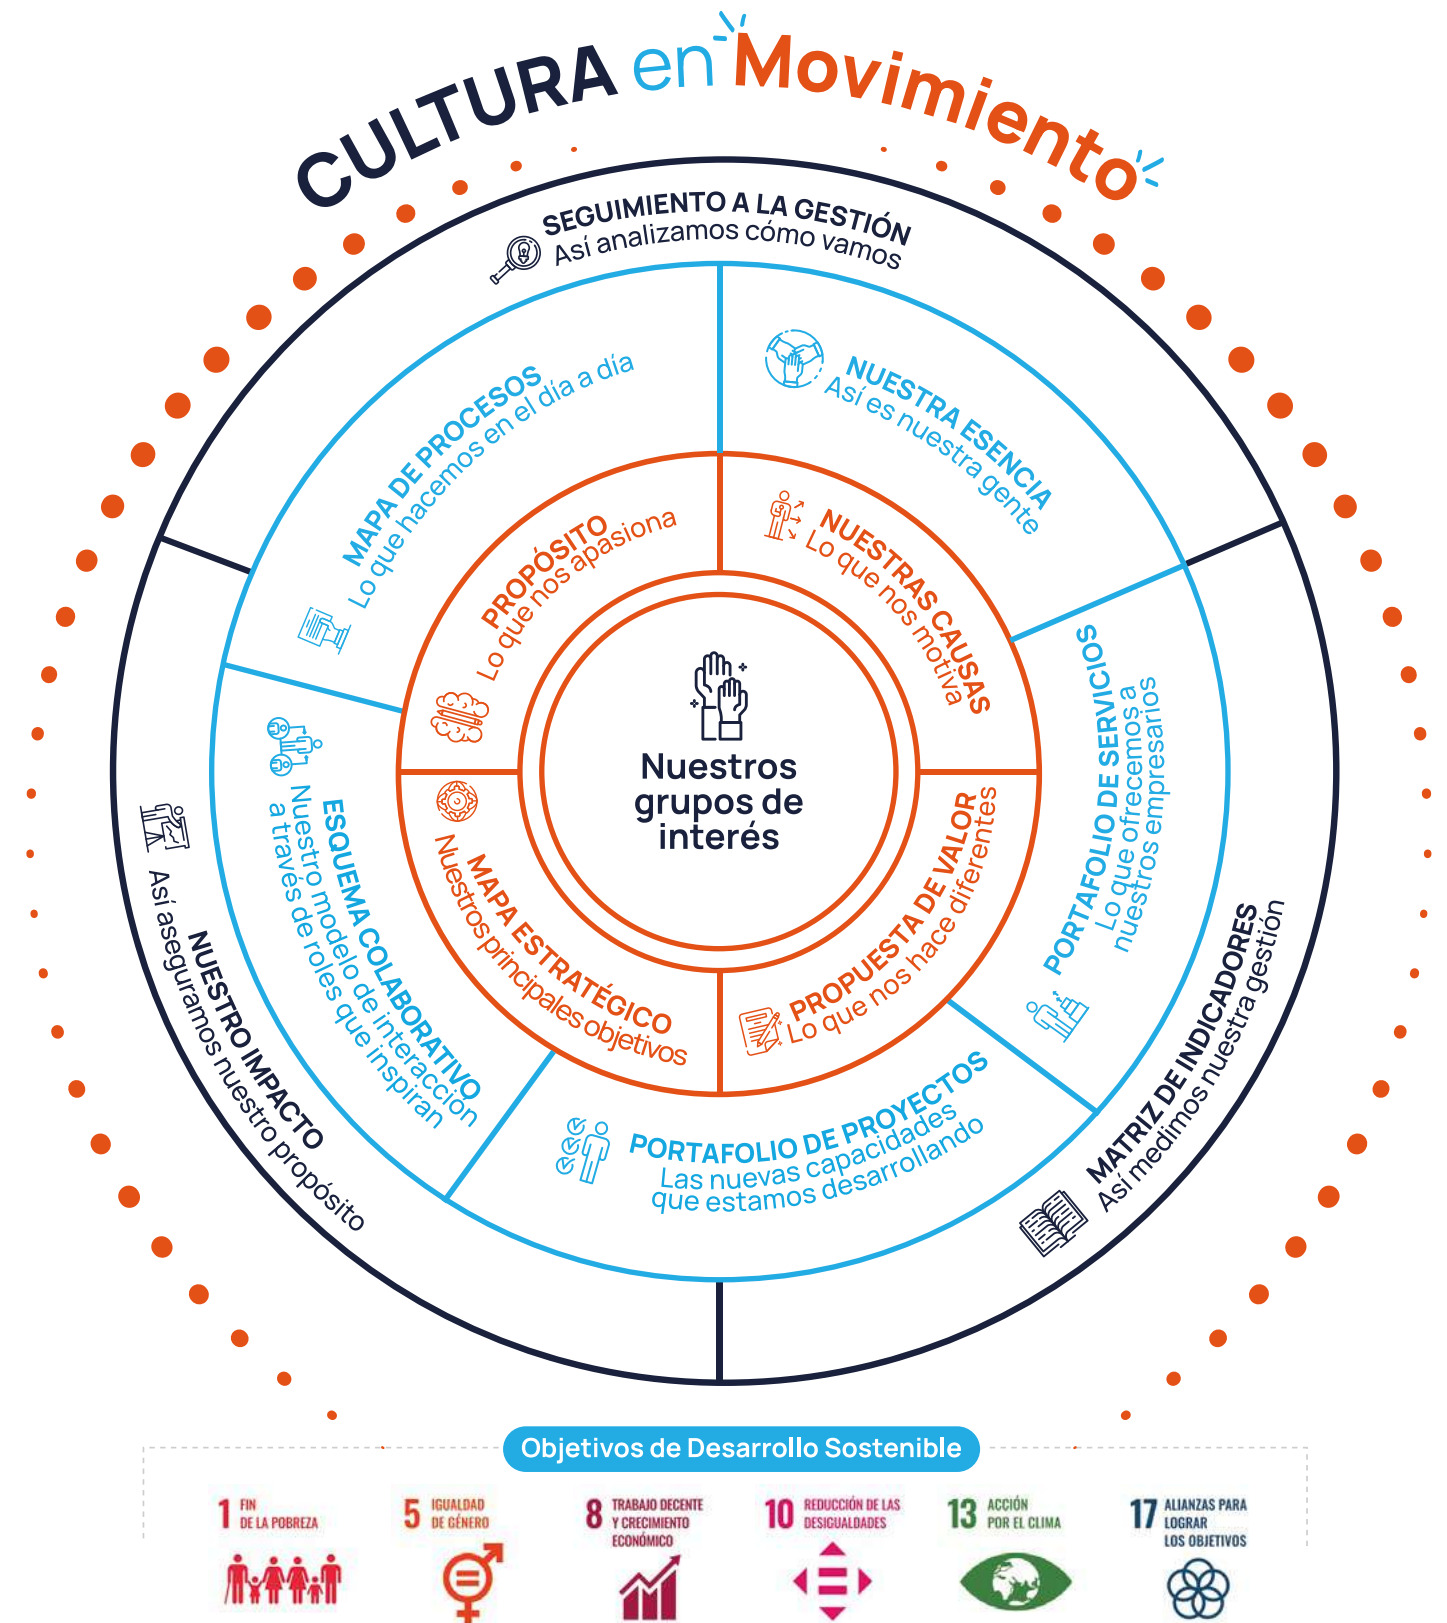 CULTURA en Movimiento
SEGUIMIENTO A LA GESTIÓN
Así analizamos cómo vamos
MAPA DE PROCESOS
Lo que hacemos en el día a día
NUESTRA ESENCIA
Así es nuestra gente
PROPÓSITO
Lo que nos apasiona
NUESTRAS CAUSAS
Lo que nos motiva
PORTAFOLIO DE SERVICIOS
Lo que ofrecemos a
nuestros empresarios
Nuestros
grupos de
interés
ESQUEMA COLABORATIVO
Nuestro modelo de interacción
a través de roles que inspiran
MAPA ESTRATÉGICO
Nuestros principales objetivos
PROPUESTA DE VALOR
Lo que nos hace diferentes
NUESTRO IMPACTO
Así aseguramos nuestro propósito
MATRIZ DE INDICADORES
Así medimos nuestra gestión
PORTAFOLIO DE PROYECTOS
Las nuevas capacidades
que estamos desarrollando
Objetivos de Desarrollo Sostenible
1 FIN
DE LA POBREZA
5 IGUALDAD
DE GÉNERO
8 TRABAJO DECENTE
Y CRECIMIENTO
ECONÓMICO
10 REDUCCIÓN DE LAS
DESIGUALDADES
13 ACCIÓN
POR EL CLIMA
17 ALIANZAS PARA
LOGRAR
LOS OBJETIVOS